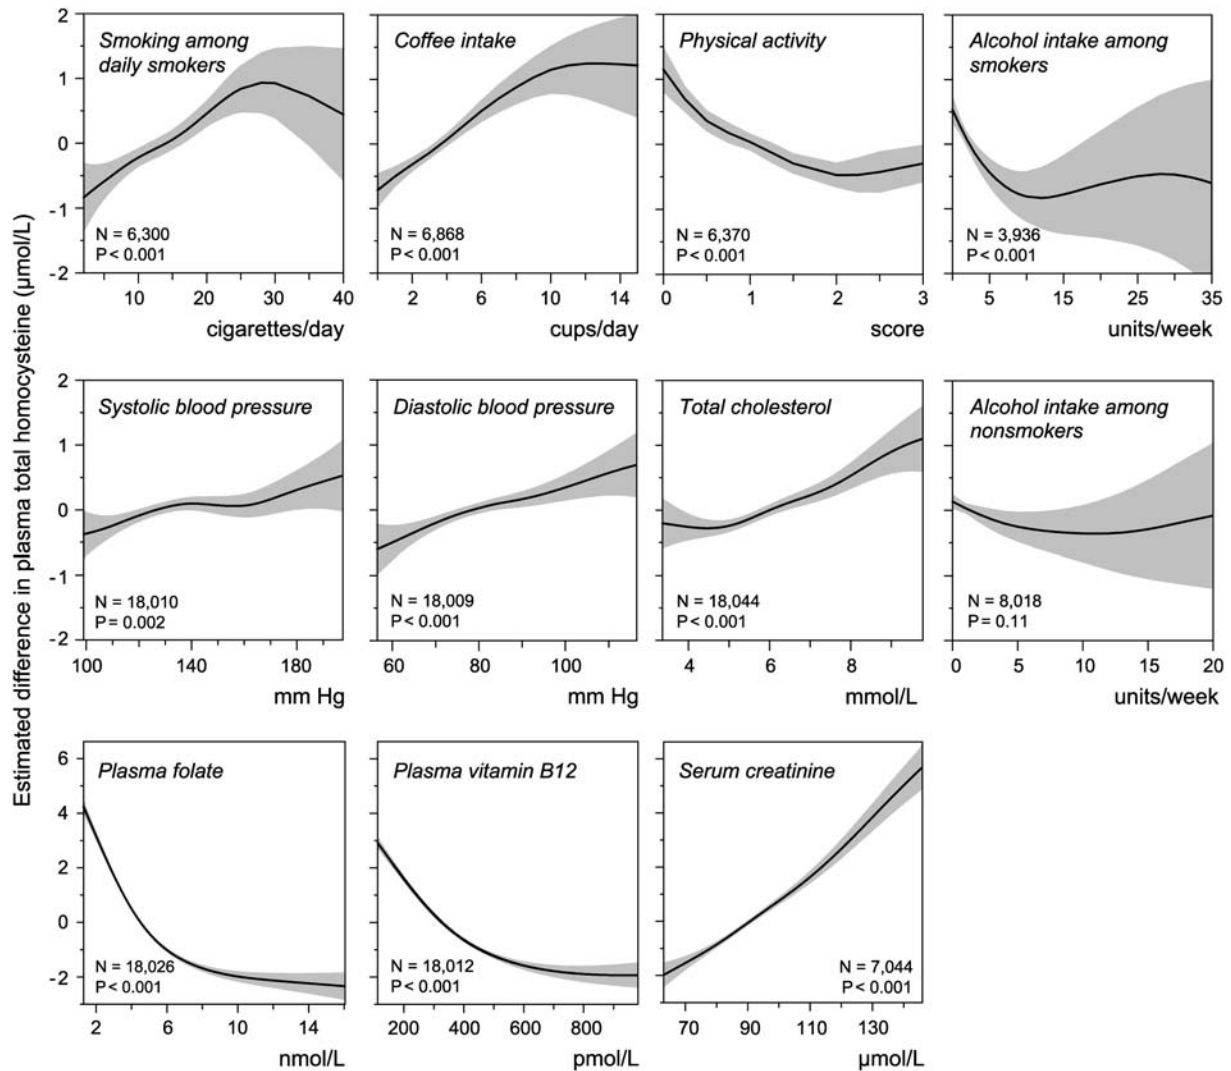 Estimated difference in plasma total homocysteine (µmol/L)
2
1
0
-1
-2
Smoking among
daily smokers
N = 6,300
P < 0.001
10
20
30
40
cigarettes/day
Coffee intake
N = 6,868
P < 0.001
2
6
10
14
cups/day
Physical activity
N = 6,370
P < 0.001
0
1
2
3
score
Alcohol intake among
smokers
N = 3,936
P < 0.001
5
15
25
35
units/week
2
1
0
-1
-2
Systolic blood pressure
N = 18,010
P = 0.002
100
140
180
mm Hg
Diastolic blood pressure
N = 18,009
P < 0.001
60
80
100
mm Hg
Total cholesterol
N = 18,044
P < 0.001
4
6
8
mmol/L
Alcohol intake among
nonsmokers
N = 8,018
P = 0.11
0
5
10
15
20
units/week
6
4
2
0
-2
Plasma folate
N = 18,026
P < 0.001
2
6
10
14
nmol/L
Plasma vitamin B12
N = 18,012
P < 0.001
200
400
600
800
pmol/L
Serum creatinine
N = 7,044
P < 0.001
70
90
110
130
µmol/L